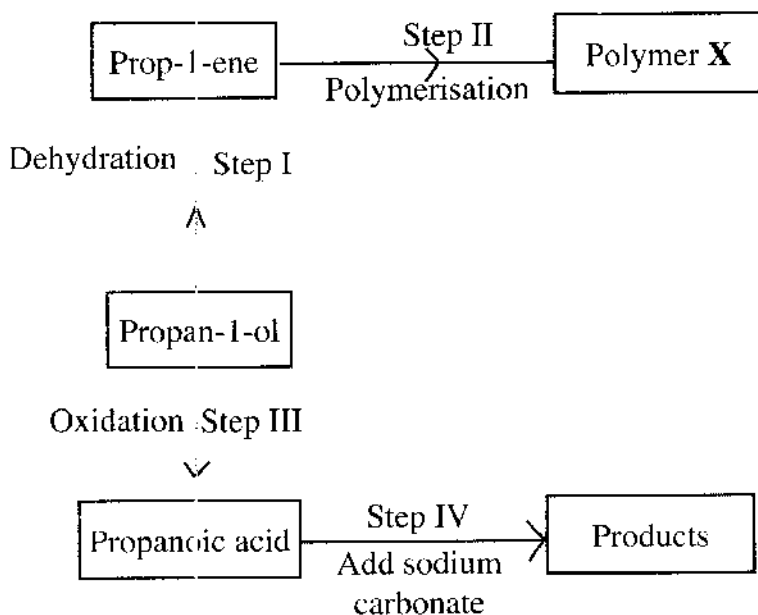 Prop-1-ene
Step II
Polymerisation
Polymer X
Dehydration Step I
Propan-1-ol
Oxidation Step III
Propanoic acid
Step IV
Add sodium
carbonate
Products